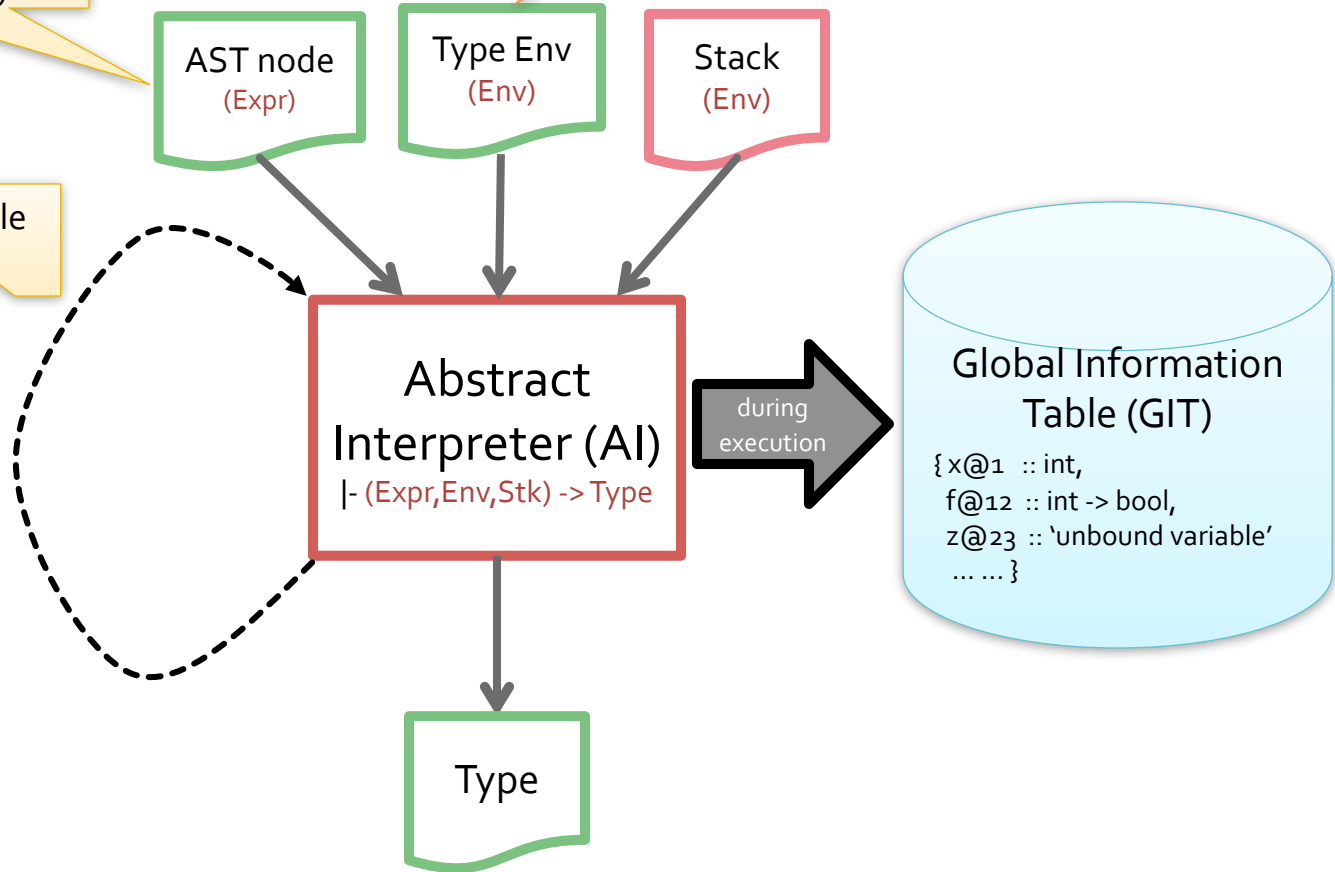 AST node
(Expr)
Type Env
(Env)
Stack
(Env)
le
Abstract
Interpreter (AI)
|- (Expr,Env,Stk) -> Type
during
execution
Global Information
Table (GIT)
{ x@1 :: int,
f@12 :: int -> bool,
z@23 :: ‘unbound variable’
... ... }
Type